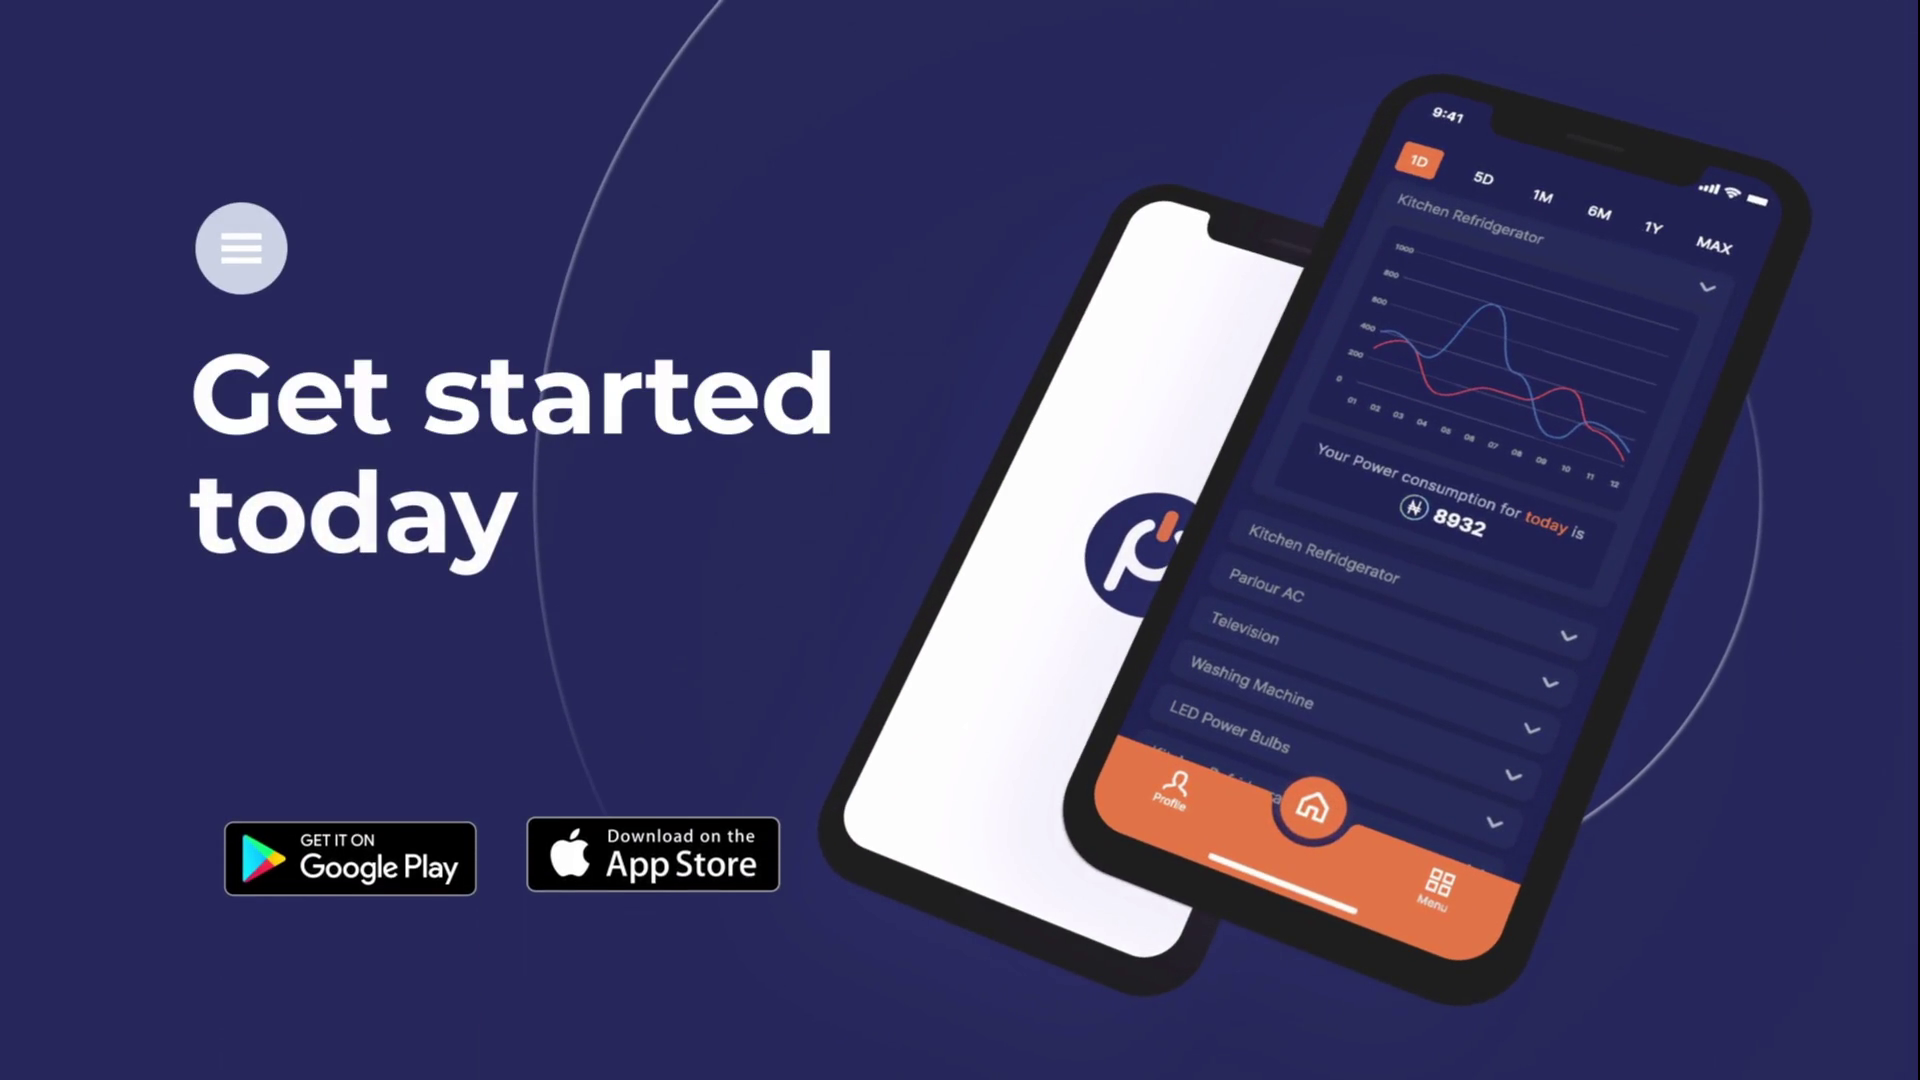 Get started
today
GET IT ON
Google Play
Download on the
App Store
9:41
1D 5D 1M 6M 1Y MAX
Kitchen Refridgerator
1000
800
600
400
200
0
01 02 03 04 05 06 07 08 09 10 11 12
Your Power consumption for today is
₦ 8932
Kitchen Refridgerator
Parlour AC
Television
Washing Machine
LED Power Bulbs
Profile
Menu